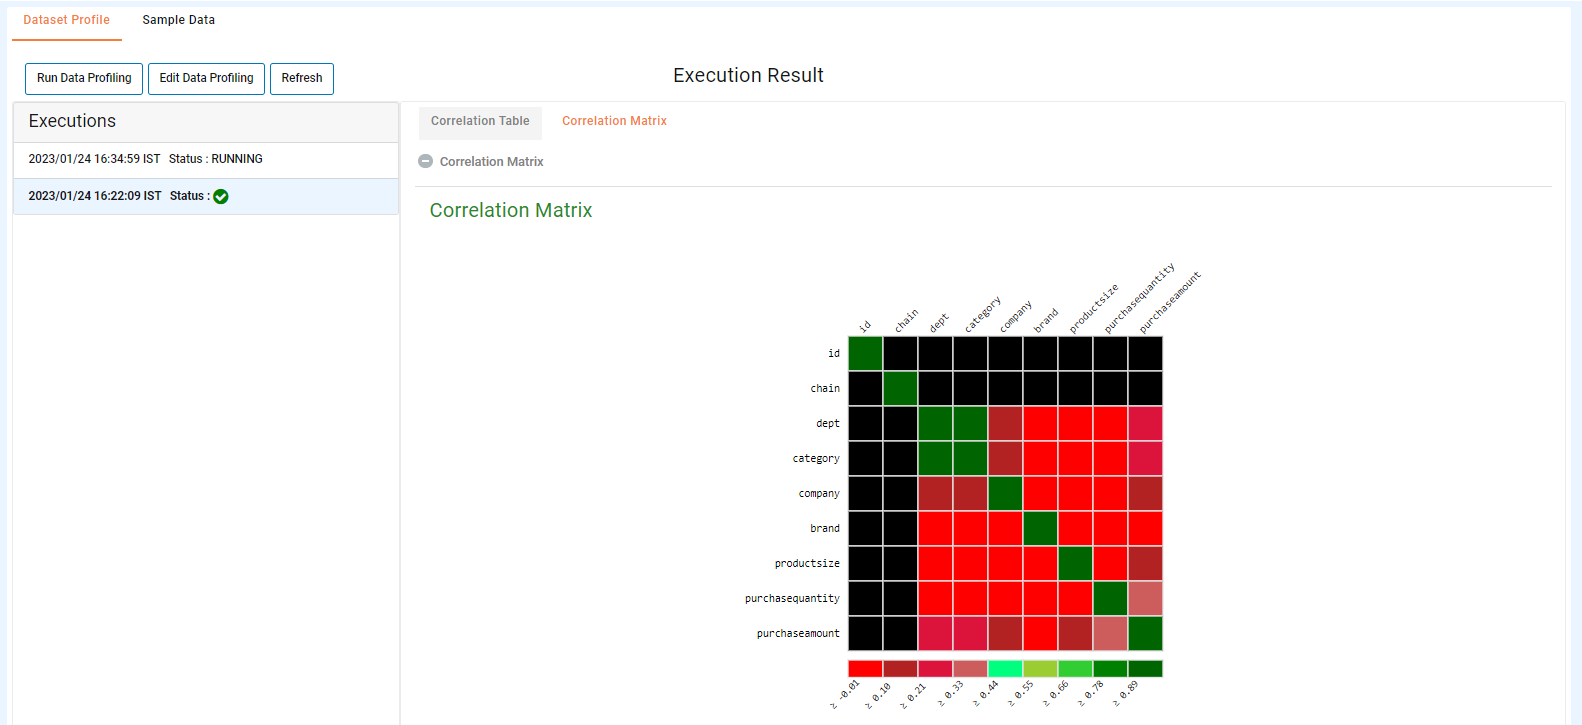 Dataset Profile Sample Data
Run Data Profiling Edit Data Profiling Refresh
Execution Result
Executions
2023/01/24 16:34:59 IST Status : RUNNING
2023/01/24 16:22:09 IST Status :
Correlation Table Correlation Matrix
Correlation Matrix
Correlation Matrix
id chain dept category company brand productsize purchasequantity purchaseamount
id
chain
dept
category
company
brand
productsize
purchasequantity
purchaseamount
≥ -0.01 ≥ 0.10 ≥ 0.21 ≥ 0.33 ≥ 0.44 ≥ 0.55 ≥ 0.66 ≥ 0.78 ≥ 0.89